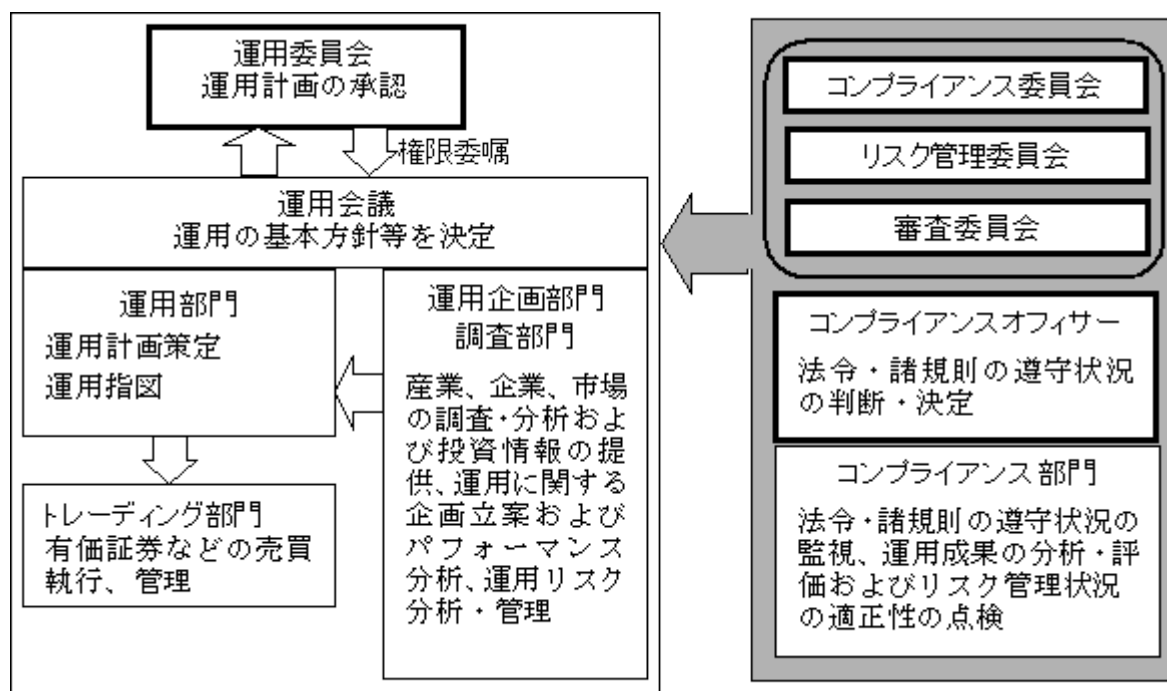 運用委員会
運用計画の承認
権限委嘱
運用会議
運用の基本方針等を決定
運用部門
運用計画策定
運用指図
運用企画部門
調査部門
産業、企業、市場
の調査・分析およ
び投資情報の提
供、運用に関する
企画立案および
パフォーマンス
分析、運用リスク
分析・管理
トレーディング部門
有価証券などの売買
執行、管理
コンプライアンス委員会
リスク管理委員会
審査委員会
コンプライアンスオフィサー
法令・諸規則の遵守状況
の判断・決定
コンプライアンス部門
法令・諸規則の遵守状況の
監視、運用成果の分析・評
価およびリスク管理状況
の適正性の点検